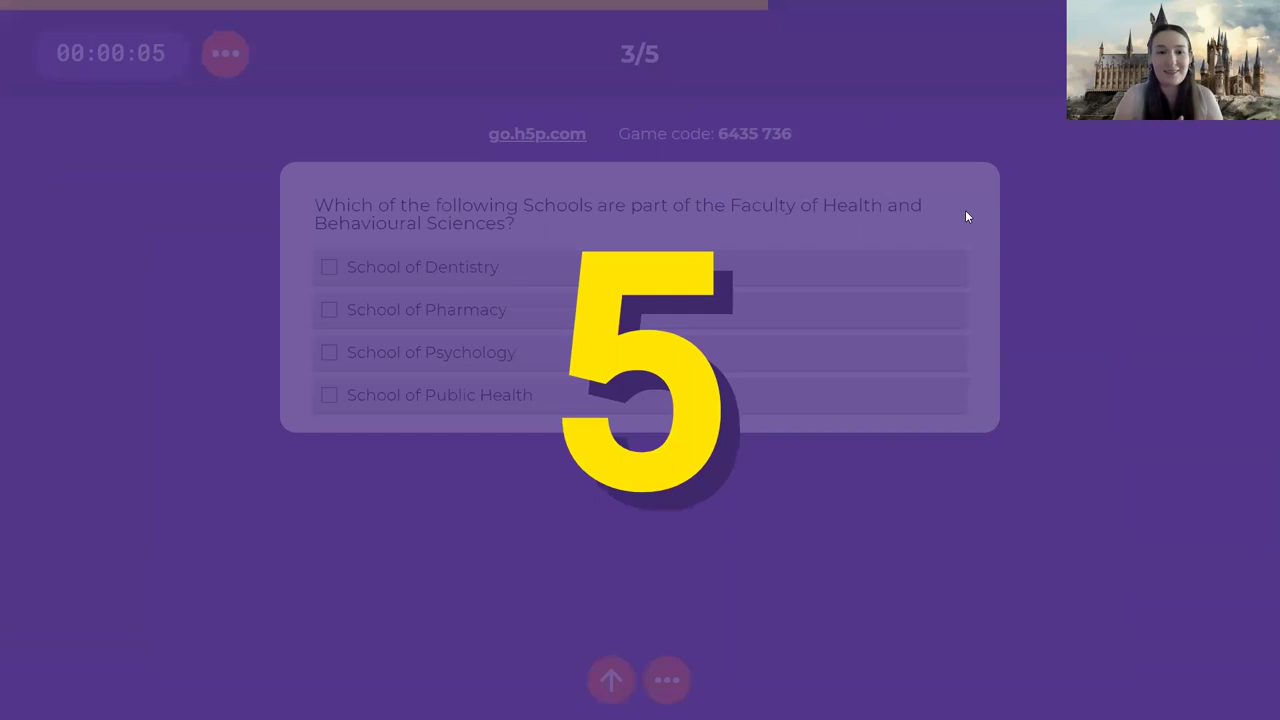 00:00:05
3/5
go.h5p.com Game code: 6435 736
Which of the following Schools are part of the Faculty of Health and
Behavioural Sciences?
School of Dentistry
School of Pharmacy
School of Psychology
School of Public Health
5